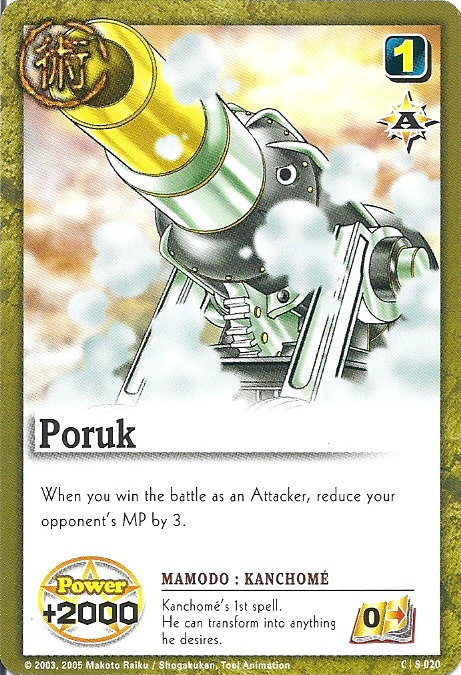 術
1
A
Poruk
When you win the battle as an Attacker, reduce your
opponent's MP by 3.
Power
+2000
MAMODO : KANCHOMÉ
Kanchomé's 1st spell.
He can transform into anything
he desires.
0
© 2003, 2005 Makoto Raiku / Shogakukan, Toei Animation
C | S-020